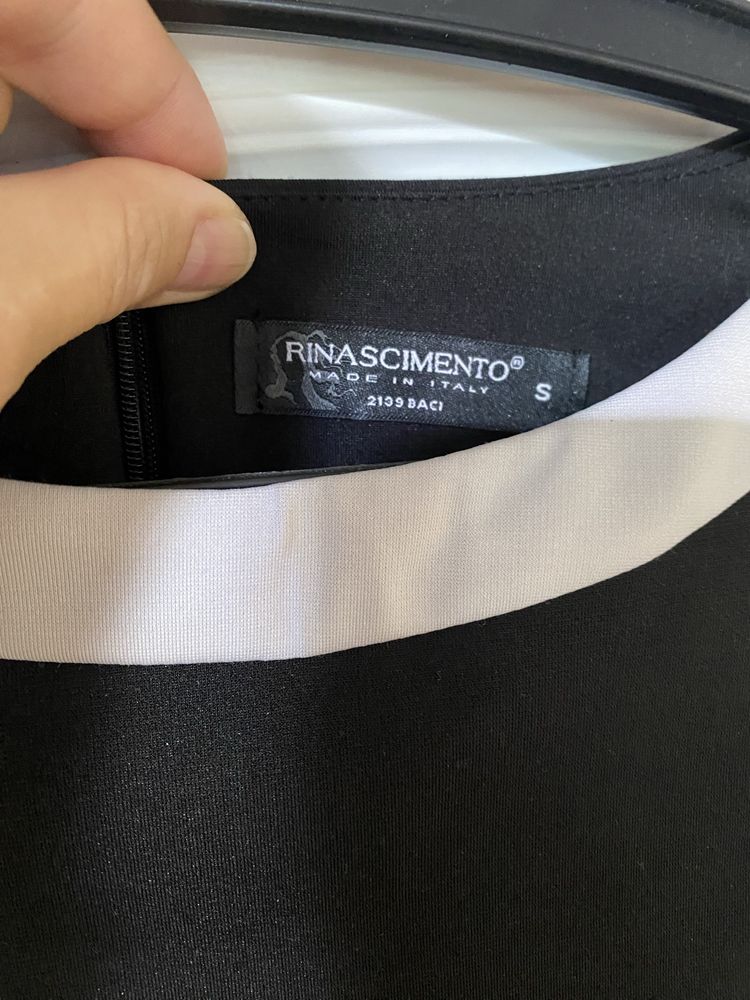 RINASCIMENTO®
MADE IN ITALY
S
2139 BACI